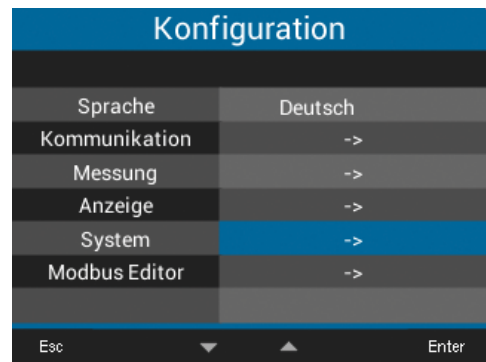 Konfiguration
Sprache Deutsch
Kommunikation ->
Messung ->
Anzeige ->
System ->
Modbus Editor ->
Esc Enter